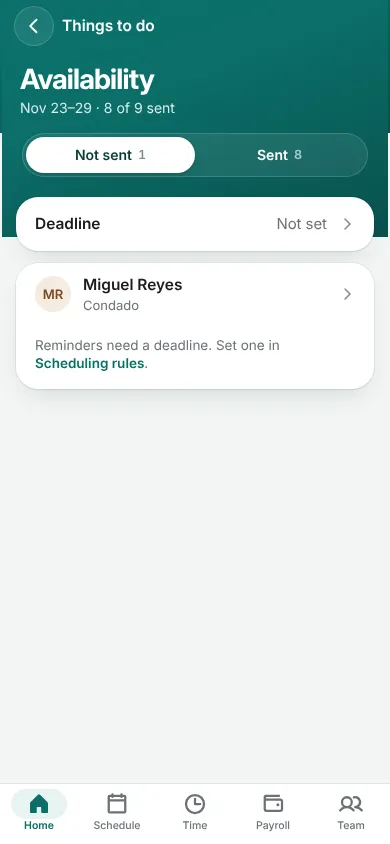 Things to do
Availability
Nov 23–29 · 8 of 9 sent
Not sent 1
Sent 8
Deadline
Not set
MR
Miguel Reyes
Condado
Reminders need a deadline. Set one in
Scheduling rules.
Home
Schedule
Time
Payroll
Team